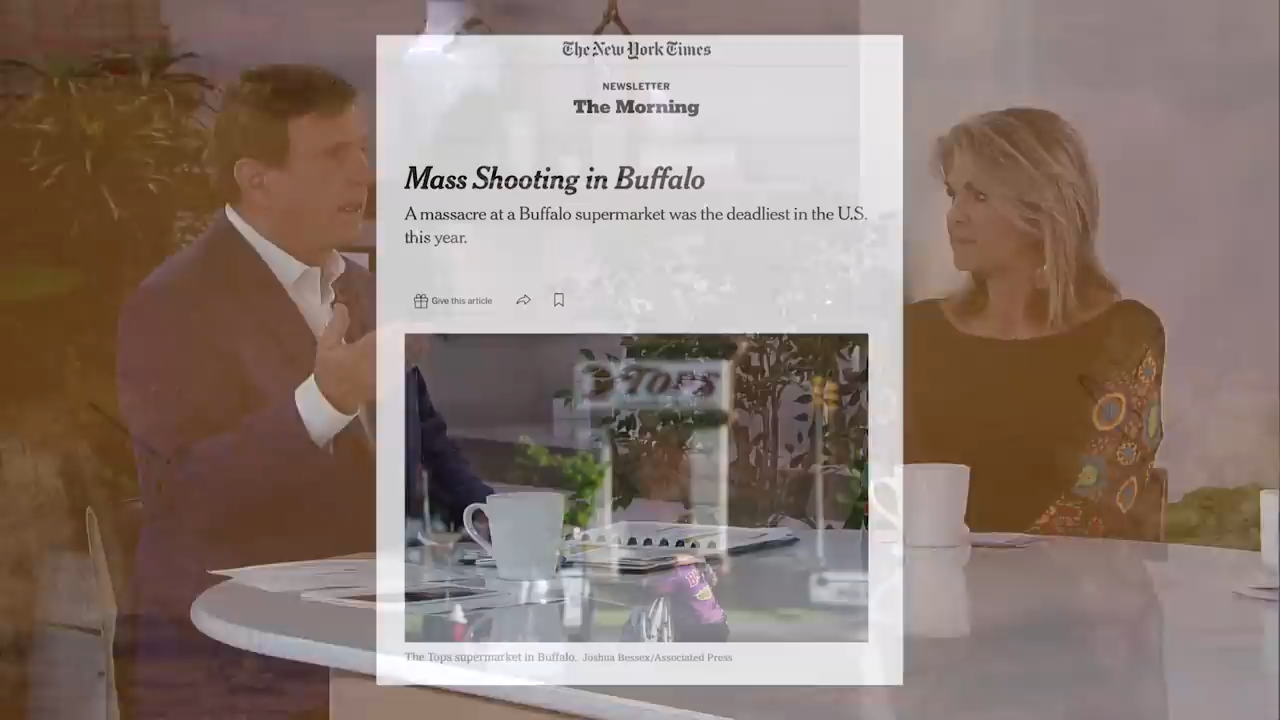 The New York Times
NEWSLETTER
The Morning
Mass Shooting in Buffalo
A massacre at a Buffalo supermarket was the deadliest in the U.S.
this year.
Give this article
TOPS
The Tops supermarket in Buffalo. Joshua Bessex/Associated Press